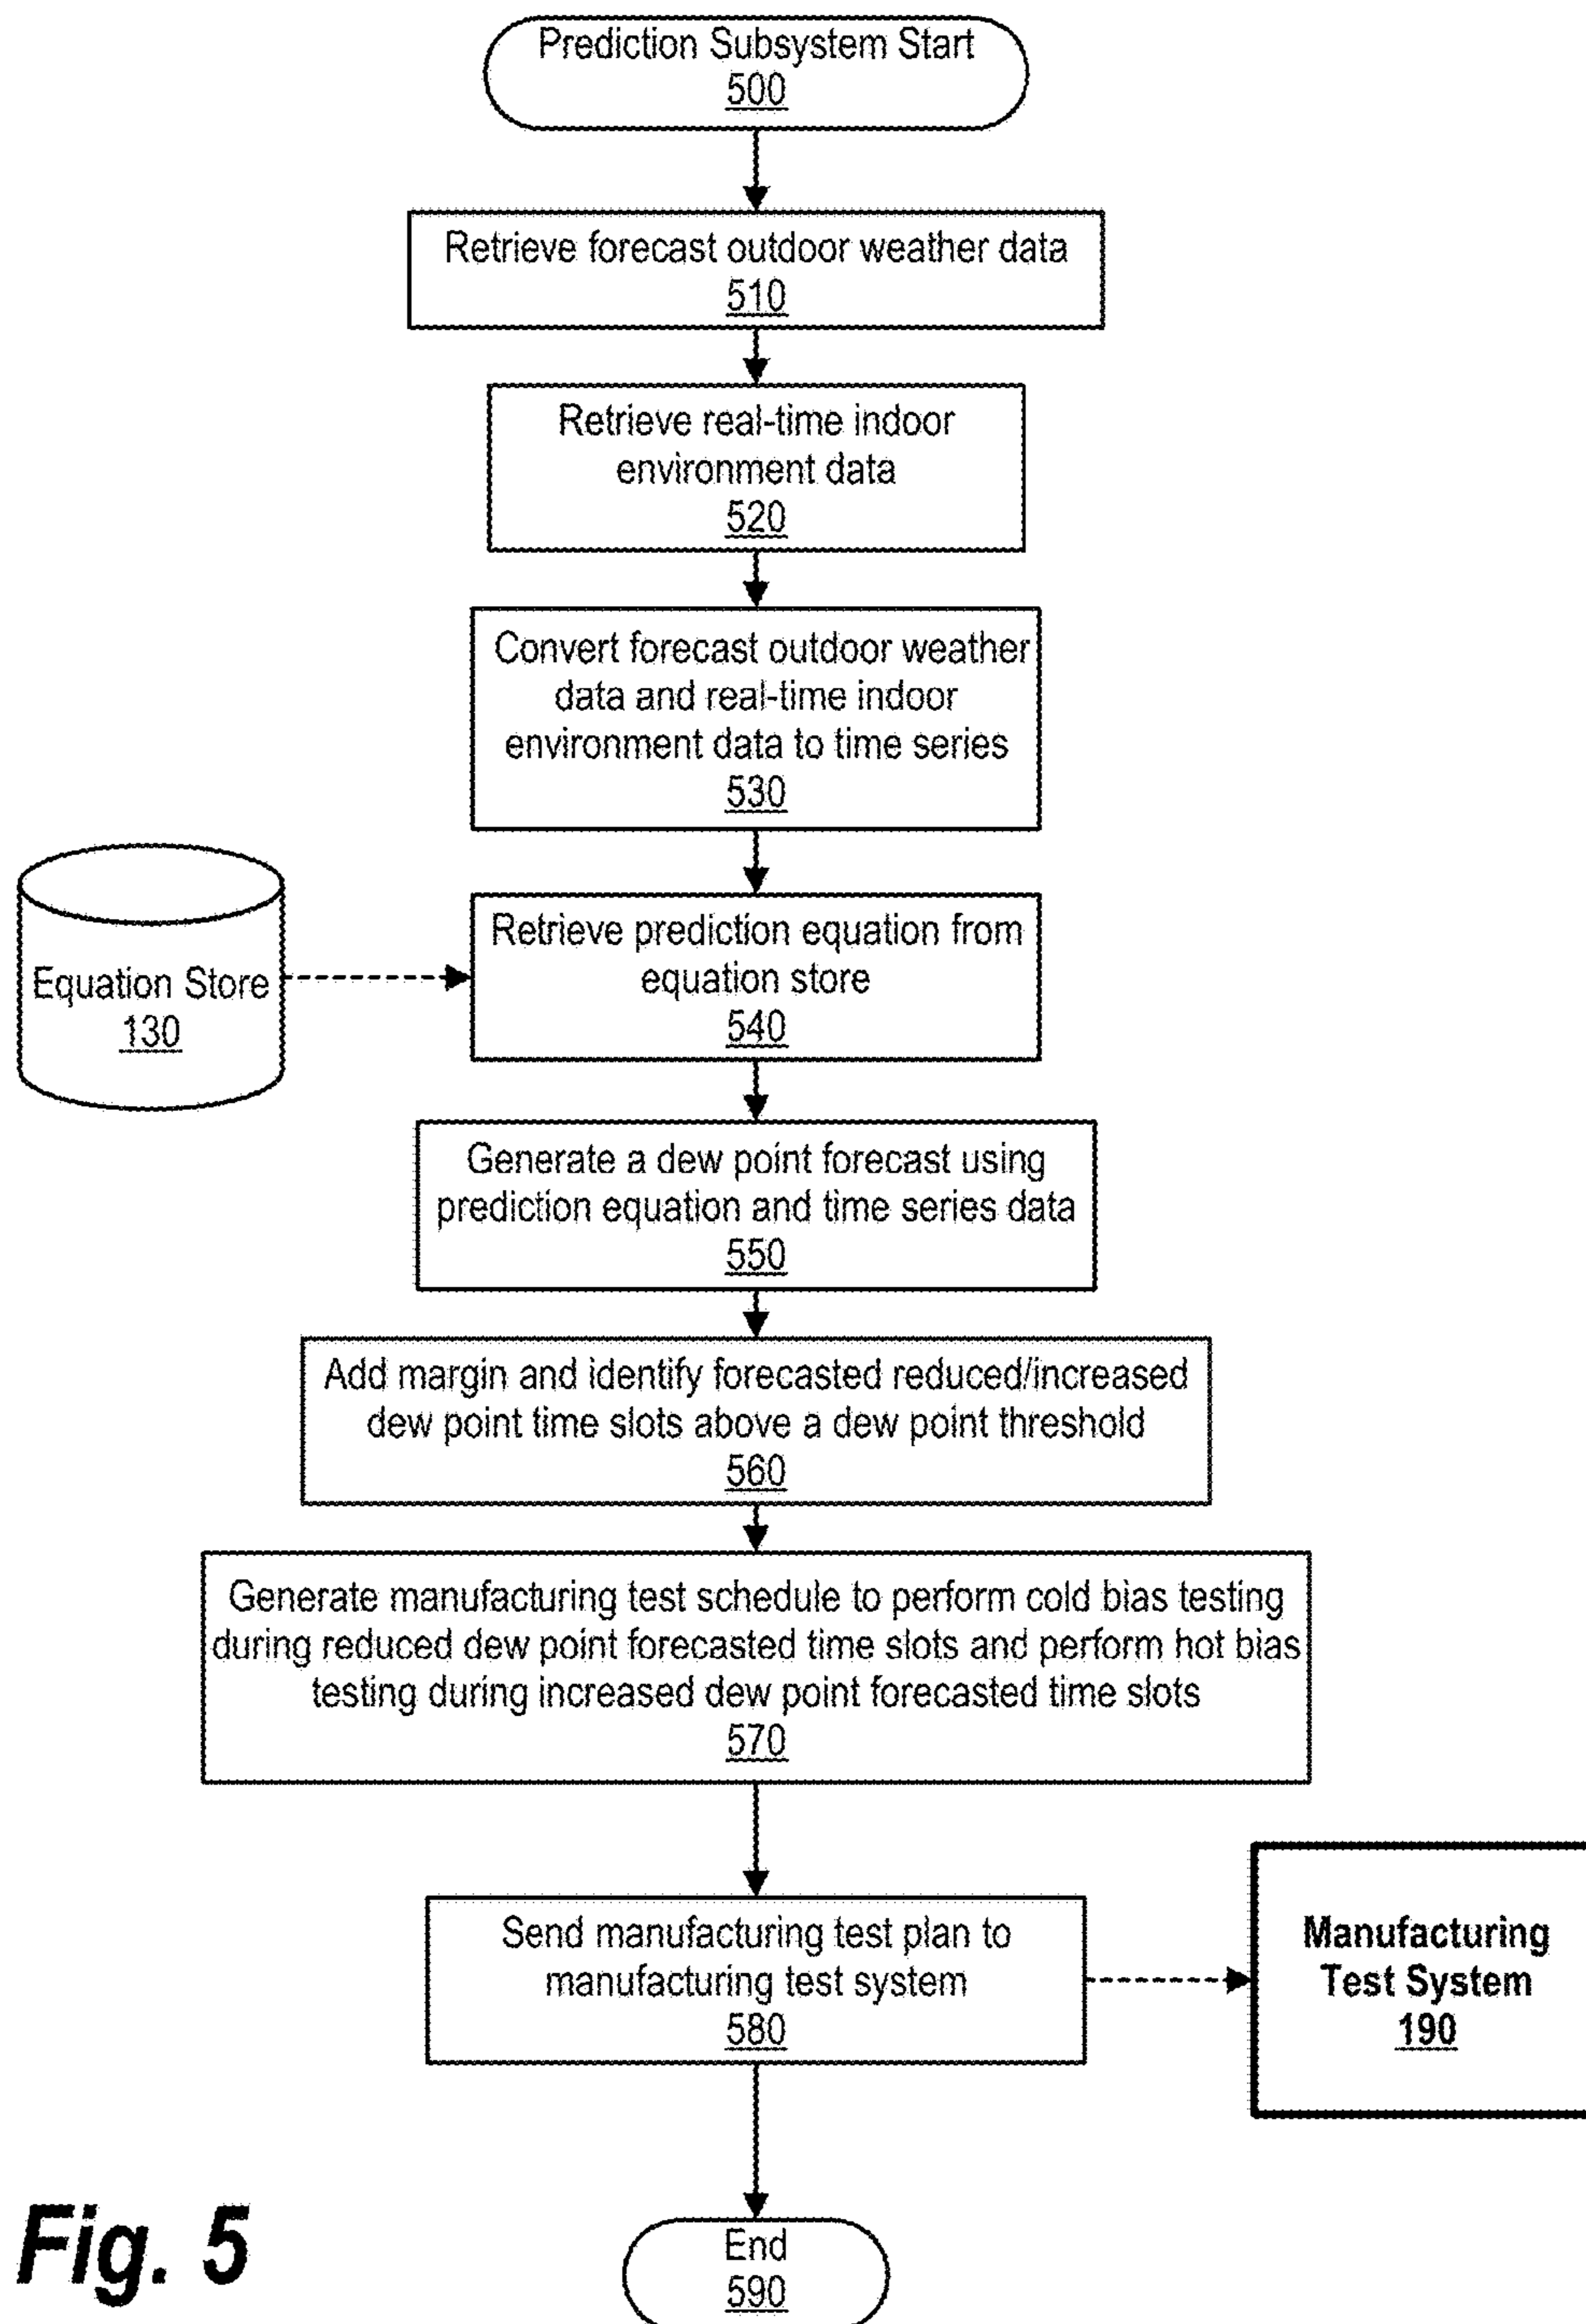 Prediction Subsystem Start
500
Retrieve forecast outdoor weather data
510
Retrieve real-time indoor
environment data
520
Convert forecast outdoor weather
data and real-time indoor
environment data to time series
530
Equation Store
130
Retrieve prediction equation from
equation store
540
Generate a dew point forecast using
prediction equation and time series data
550
Add margin and identify forecasted reduced/increased
dew point time slots above a dew point threshold
560
Generate manufacturing test schedule to perform cold bias testing
during reduced dew point forecasted time slots and perform hot bias
testing during increased dew point forecasted time slots
570
Send manufacturing test plan to
manufacturing test system
580
Manufacturing
Test System
190
End
590
Fig. 5